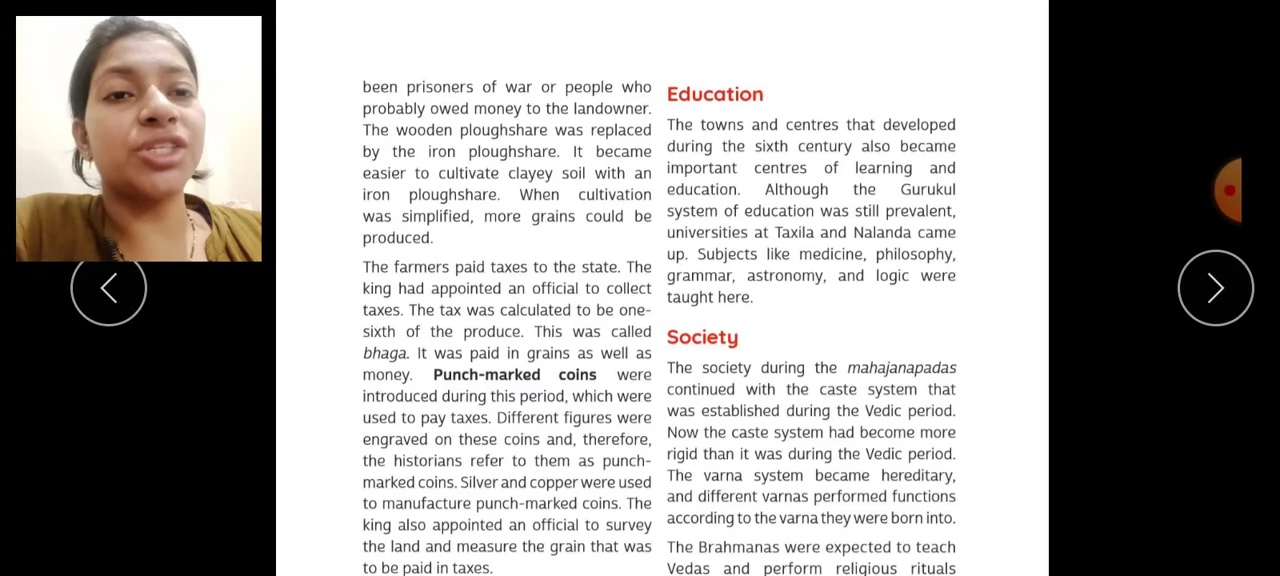 been prisoners of war or people who
probably owed money to the landowner.
The wooden ploughshare was replaced
by the iron ploughshare. It became
easier to cultivate clayey soil with an
iron ploughshare. When cultivation
was simplified, more grains could be
produced.
The farmers paid taxes to the state. The
king had appointed an official to collect
taxes. The tax was calculated to be one-
sixth of the produce. This was called
bhaga. It was paid in grains as well as
money. Punch-marked coins were
introduced during this period, which were
used to pay taxes. Different figures were
engraved on these coins and, therefore,
the historians refer to them as punch-
marked coins. Silver and copper were used
to manufacture punch-marked coins. The
king also appointed an official to survey
the land and measure the grain that was
to be paid in taxes.
Education
The towns and centres that developed
during the sixth century also became
important centres of learning and
education. Although the Gurukul
system of education was still prevalent,
universities at Taxila and Nalanda came
up. Subjects like medicine, philosophy,
grammar, astronomy, and logic were
taught here.
Society
The society during the mahajanapadas
continued with the caste system that
was established during the Vedic period.
Now the caste system had become more
rigid than it was during the Vedic period.
The varna system became hereditary,
and different varnas performed functions
according to the varna they were born into.
The Brahmanas were expected to teach
Vedas and perform religious rituals